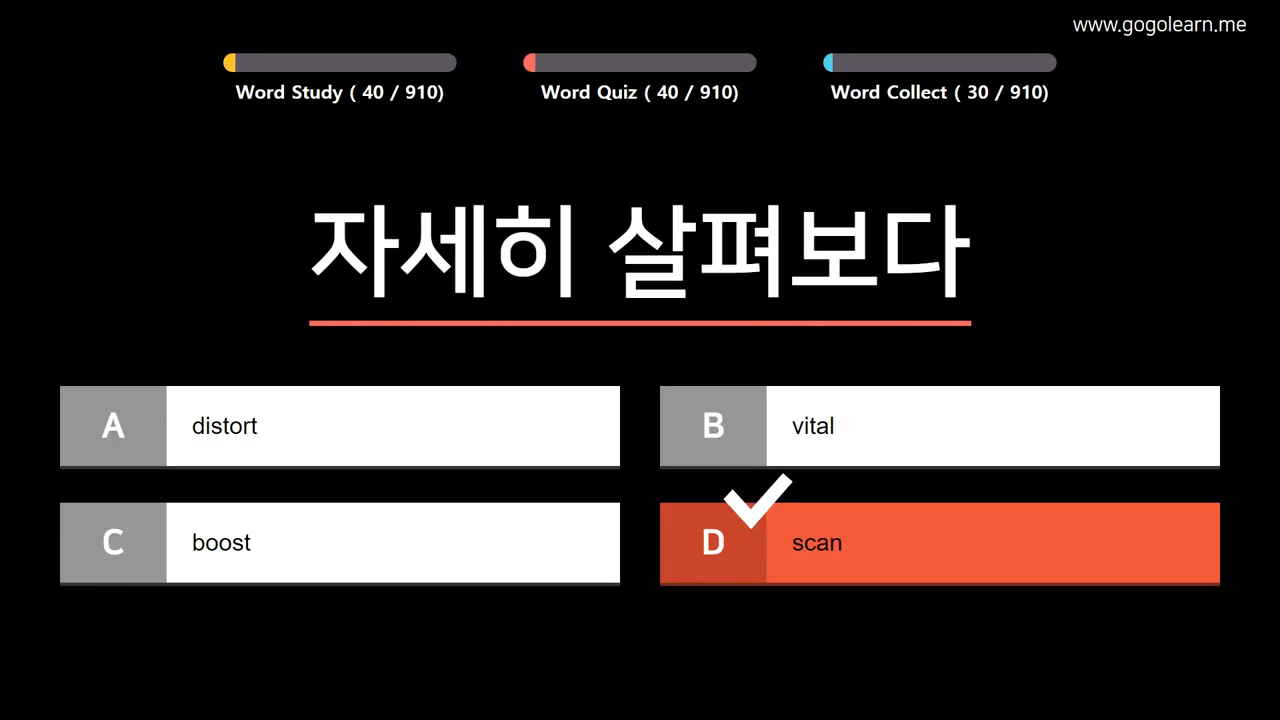 www.gogolearn.me
Word Study ( 40 / 910)
Word Quiz ( 40 / 910)
Word Collect ( 30 / 910)
자세히 살펴보다
A distort
B vital
C boost
D scan